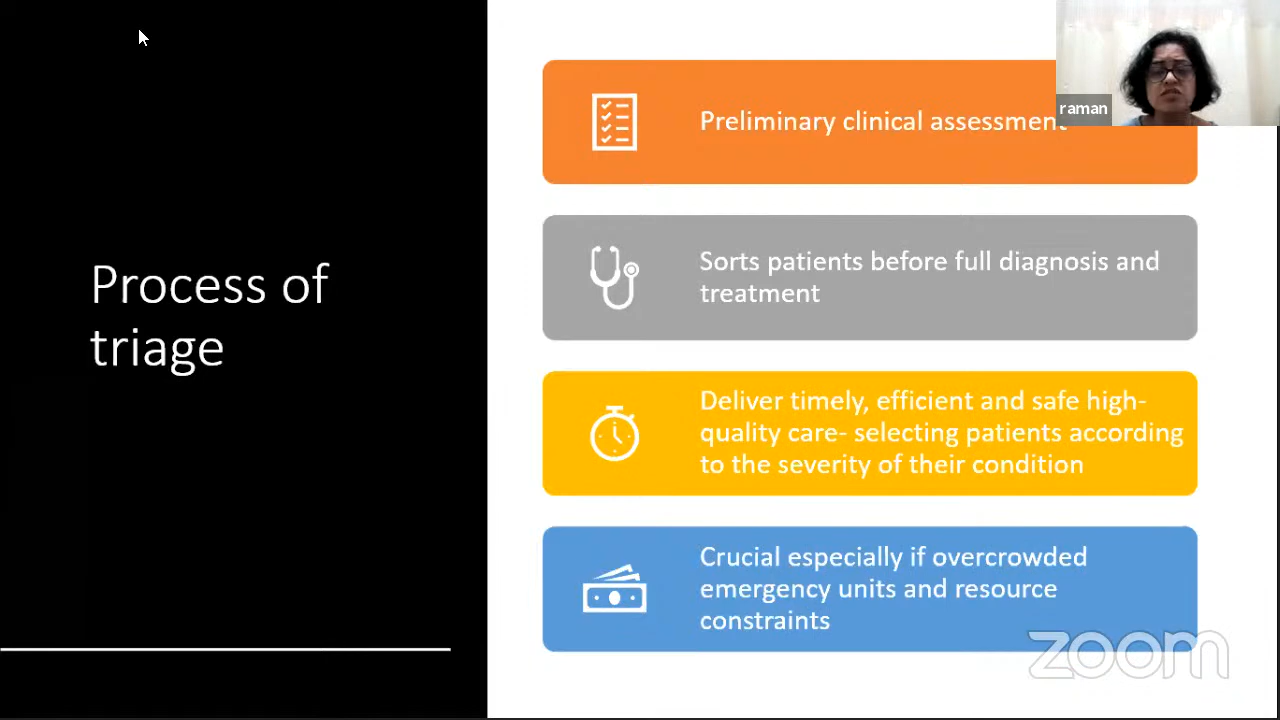 Process of
triage
Preliminary clinical assessment
raman
Sorts patients before full diagnosis and
treatment
Deliver timely, efficient and safe high-
quality care- selecting patients according
to the severity of their condition
Crucial especially if overcrowded
emergency units and resource
constraints
zoom